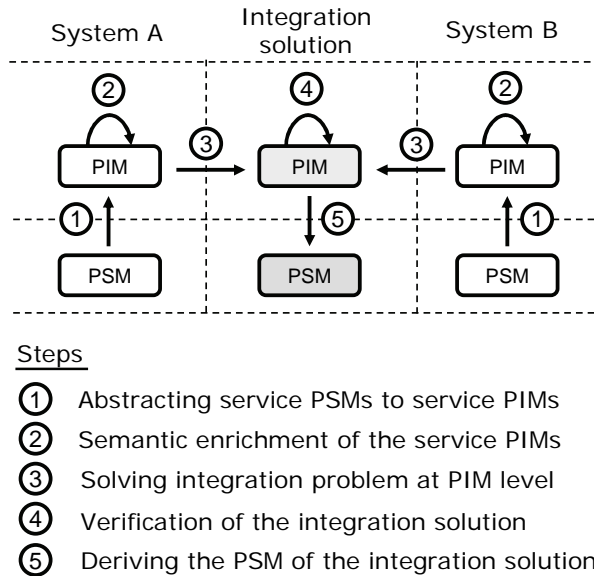 System A
Integration
solution
System B
2
4
2
3
3
PIM
PIM
PIM
1
5
1
PSM
PSM
PSM
Steps
1 Abstracting service PSMs to service PIMs
2 Semantic enrichment of the service PIMs
3 Solving integration problem at PIM level
4 Verification of the integration solution
5 Deriving the PSM of the integration solution